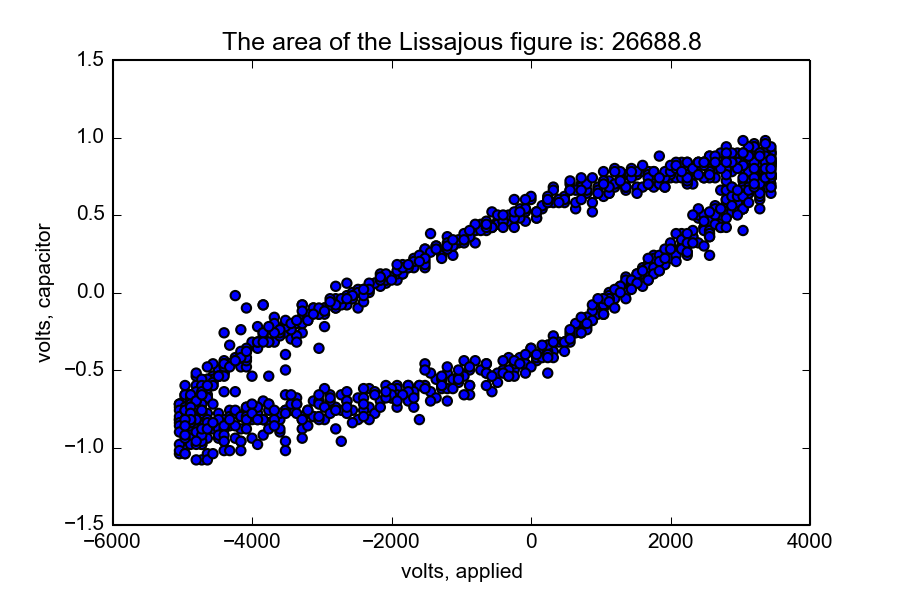 The area of the Lissajous figure is: 26688.8
1.5
1.0
0.5
0.0
−0.5
−1.0
−1.5
−6000 −4000 −2000 0 2000 4000
volts, capacitor
volts, applied